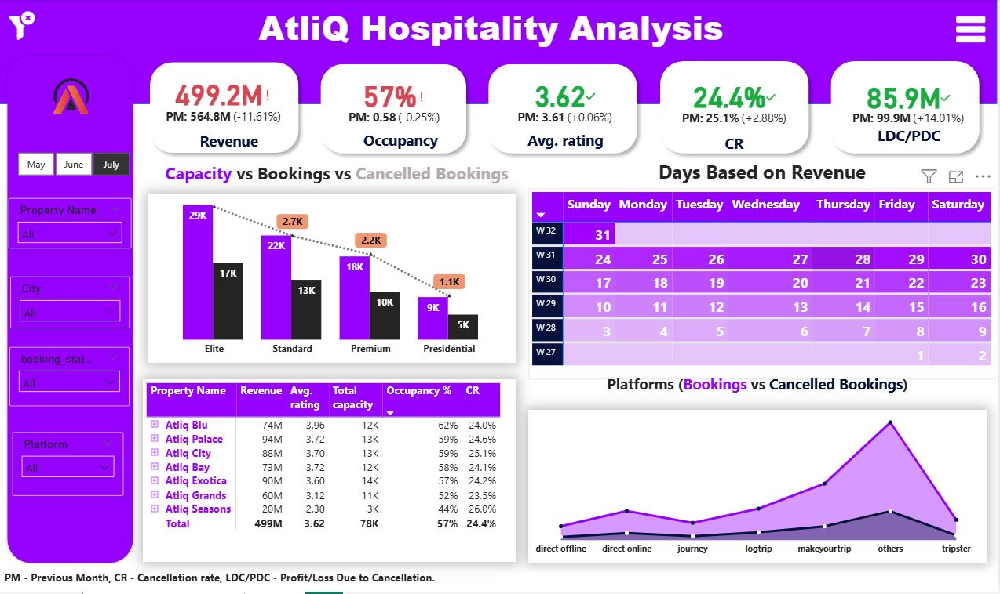 AtliQ Hospitality Analysis
499.2M!
PM: 564.8M (-11.61%)
Revenue
57%!
PM: 0.58 (-0.25%)
Occupancy
3.62
PM: 3.61 (+0.06%)
Avg. rating
24.4%
PM: 25.1% (+2.88%)
CR
85.9M
PM: 99.9M (+14.01%)
LDC/PDC
May June July
Property Name
All
City
All
booking_stat...
All
Platform
All
Capacity vs Bookings vs Cancelled Bookings
29K
17K
2.7K
22K
13K
2.2K
18K
10K
1.1K
9K
5K
Elite Standard Premium Presidential
Days Based on Revenue
Sunday Monday Tuesday Wednesday Thursday Friday Saturday
W 32 31
W 31 24 25 26 27 28 29 30
W 30 17 18 19 20 21 22 23
W 29 10 11 12 13 14 15 16
W 28 3 4 5 6 7 8 9
W 27 1 2
Property Name Revenue Avg. rating Total capacity Occupancy % CR
Atliq Blu 74M 3.96 12K 62% 24.0%
Atliq Palace 94M 3.72 13K 59% 24.6%
Atliq City 88M 3.70 13K 59% 25.1%
Atliq Bay 73M 3.72 12K 58% 24.1%
Atliq Exotica 90M 3.60 14K 57% 24.2%
Atliq Grands 60M 3.12 11K 52% 23.5%
Atliq Seasons 20M 2.30 3K 44% 26.0%
Total 499M 3.62 78K 57% 24.4%
Platforms (Bookings vs Cancelled Bookings)
direct offline direct online journey logtrip makeyourtrip others tripster
PM - Previous Month, CR - Cancellation rate, LDC/PDC - Profit/Loss Due to Cancellation.